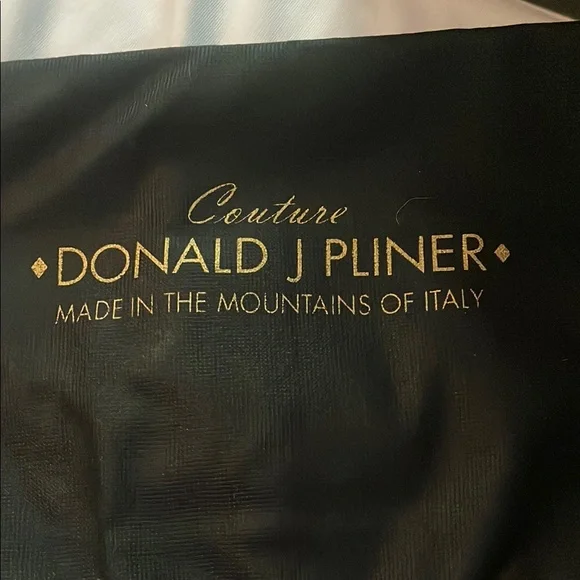 Couture
◆DONALD J PLINER◆
MADE IN THE MOUNTAINS OF ITALY